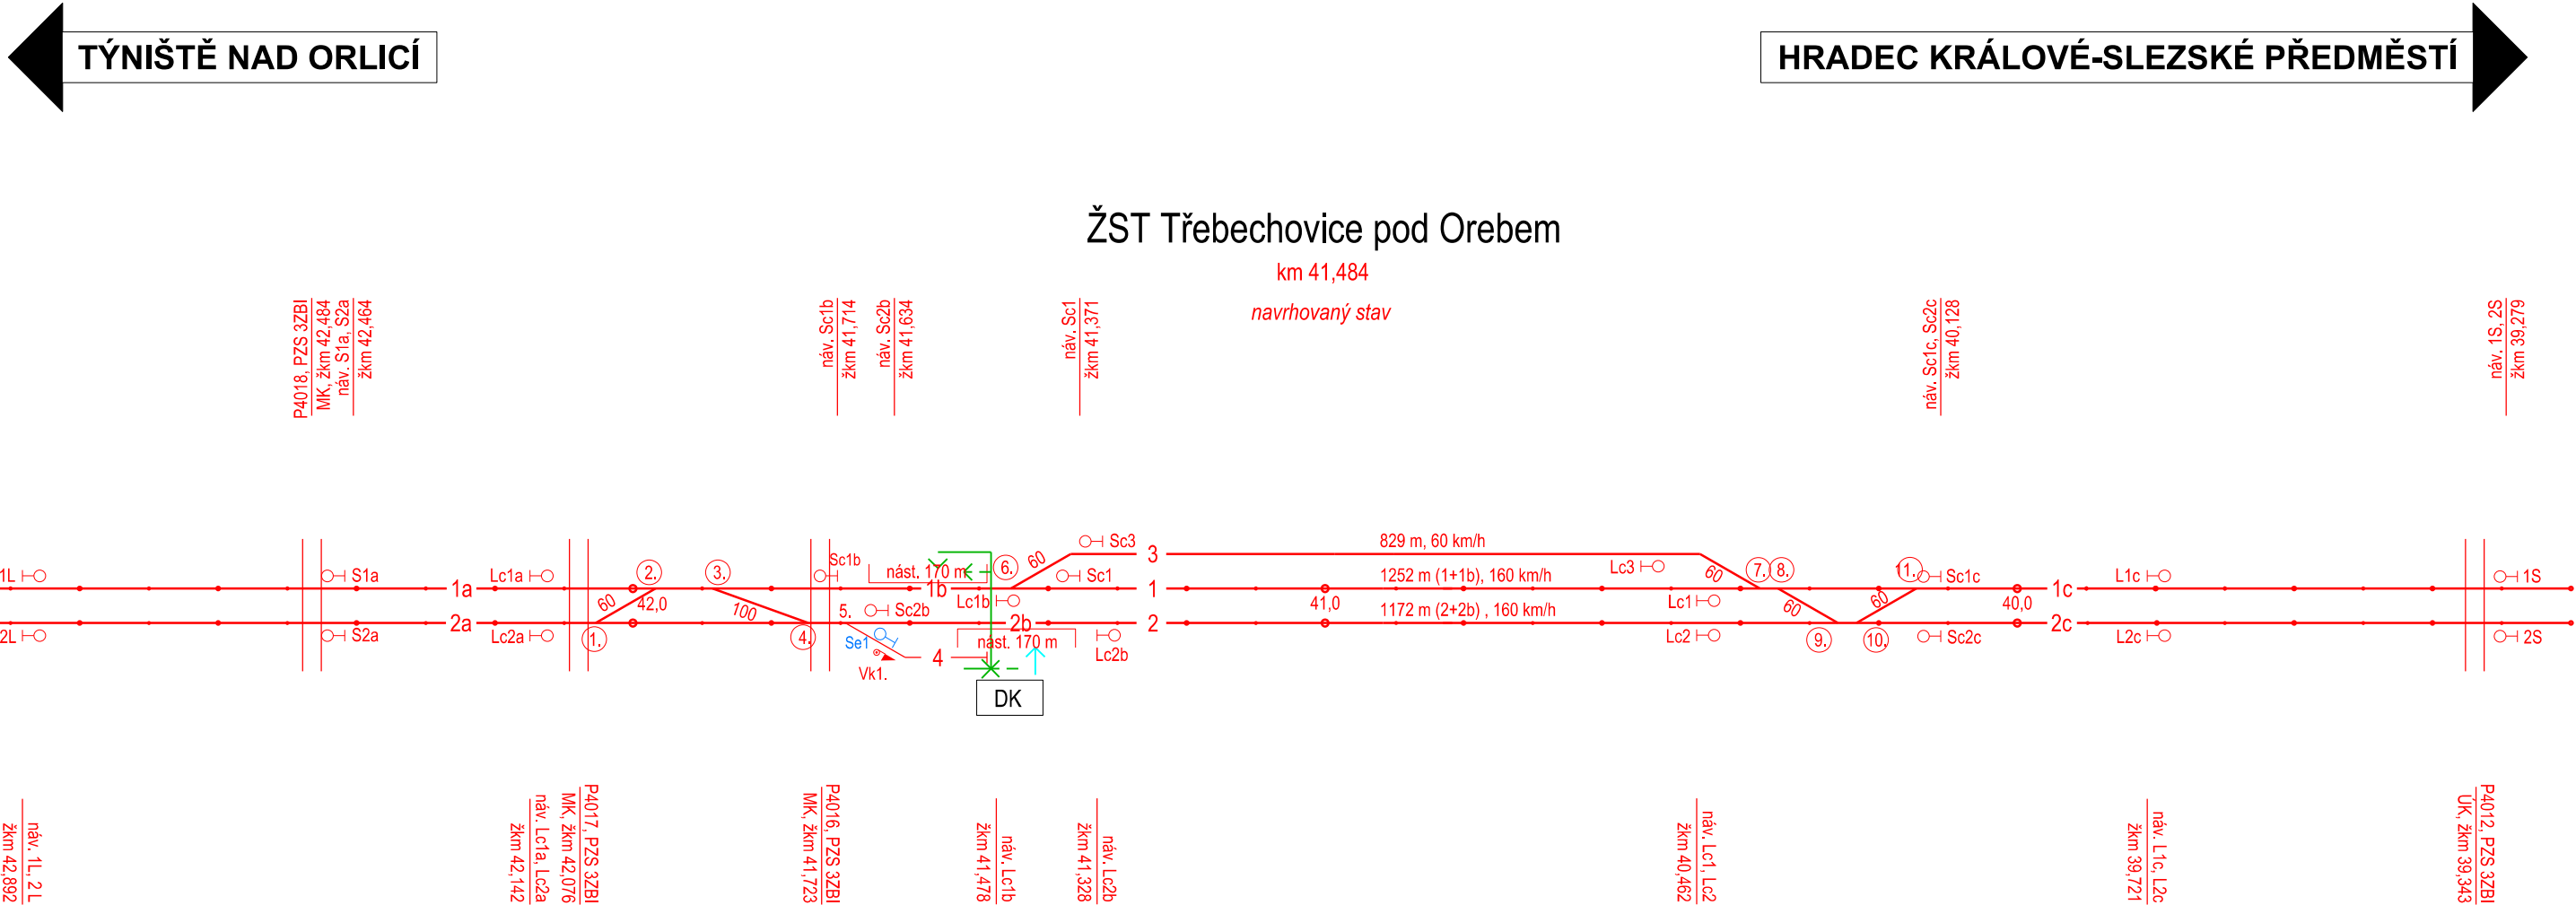 TÝNIŠTĚ NAD ORLICÍ
HRADEC KRÁLOVÉ-SLEZSKÉ PŘEDMĚSTÍ
ŽST Třebechovice pod Orebem
km 41,484
navrhovaný stav
P4018, PZS 3ZBI
MK, žkm 42,484
náv. S1a, S2a
žkm 42,464
náv. Sc1b
žkm 41,714
náv. Sc2b
žkm 41,634
náv. Sc1
žkm 41,371
náv. Sc1c, Sc2c
žkm 40,128
náv. 1S, 2S
žkm 39,279
Sc3
3
829 m, 60 km/h
60
Sc1b
nást. 170 m
6.
Lc3
60
1L
S1a
1a
Lc1a
2.
3.
1b
Sc1
1
1252 m (1+1b), 160 km/h
7.
8.
11.
Sc1c
1c
L1c
1S
60
42,0
100
5.
Sc2b
Lc1b
41,0
Lc1
60
60
40,0
2a
2b
2
1172 m (2+2b) , 160 km/h
2c
2L
S2a
Lc2a
1.
4.
Se1
nást. 170 m
Lc2b
Lc2
9.
10.
Sc2c
L2c
2S
4
Vk1.
DK
náv. 1L, 2 L
žkm 42,892
náv. Lc1a, Lc2a
žkm 42,142
P4017, PZS 3ZBI
MK, žkm 42,076
P4016, PZS 3ZBI
MK, žkm 41,723
náv. Lc1b
žkm 41,478
náv. Lc2b
žkm 41,328
náv. Lc1, Lc2
žkm 40,462
náv. L1c, L2c
žkm 39,721
P4012, PZS 3ZBI
ÚK, žkm 39,343